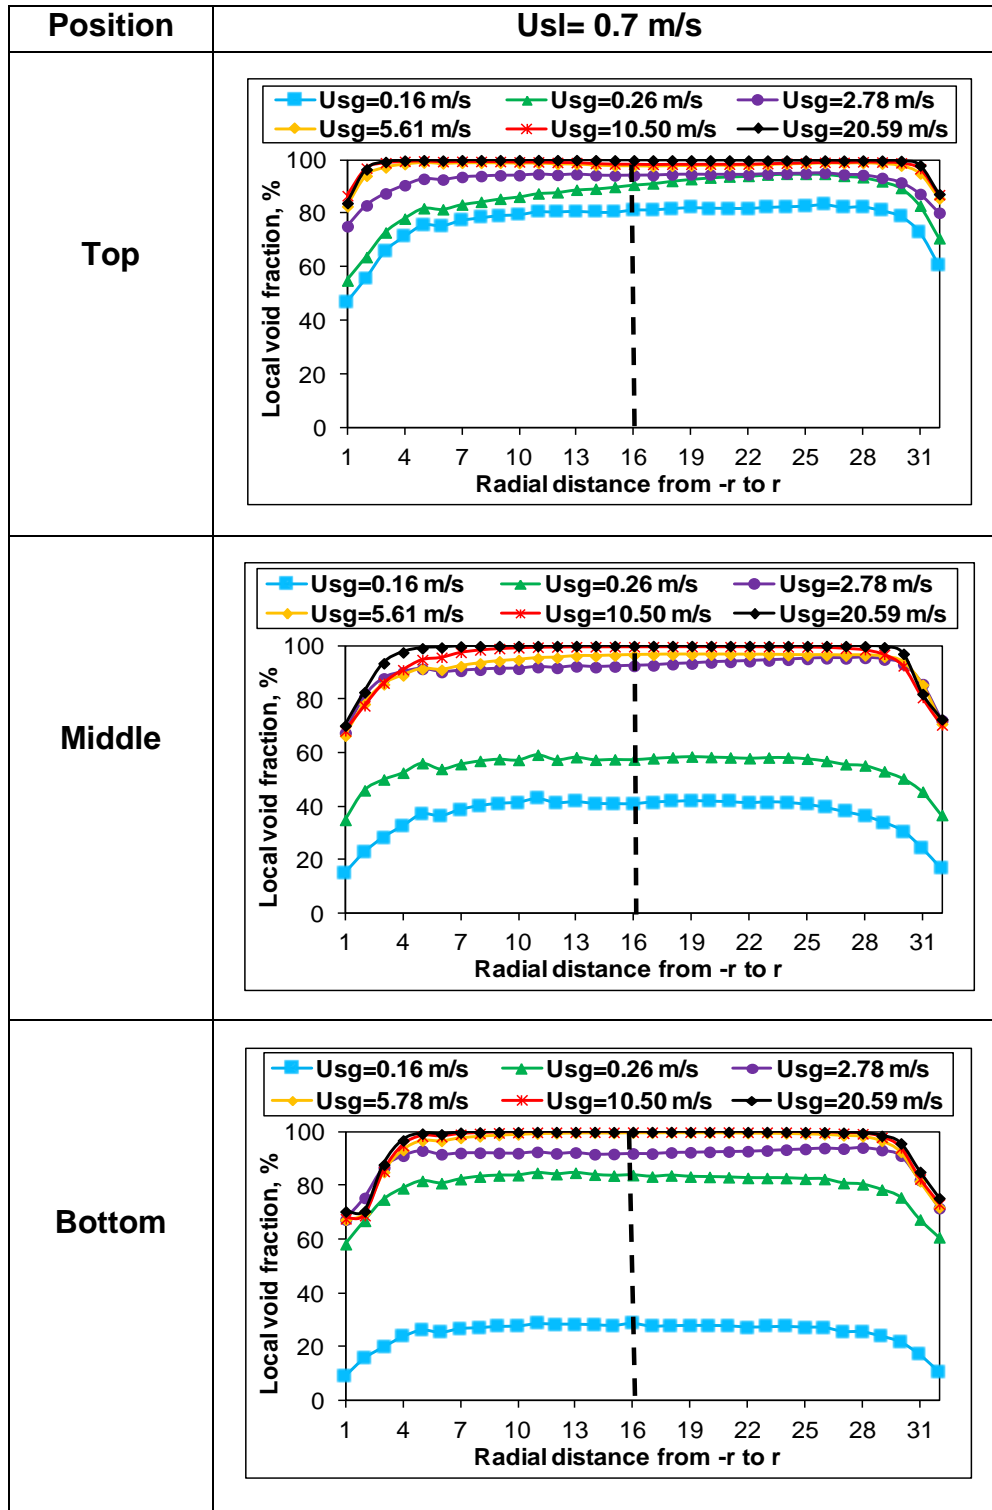 Position Usl= 0.7 m/s
Top
Usg=0.16 m/s Usg=0.26 m/s Usg=2.78 m/s
Usg=5.61 m/s Usg=10.50 m/s Usg=20.59 m/s
Local void fraction, %
100
80
60
40
20
0
1 4 7 10 13 16 19 22 25 28 31
Radial distance from -r to r
Middle
Usg=0.16 m/s Usg=0.26 m/s Usg=2.78 m/s
Usg=5.61 m/s Usg=10.50 m/s Usg=20.59 m/s
Local void fraction, %
100
80
60
40
20
0
1 4 7 10 13 16 19 22 25 28 31
Radial distance from -r to r
Bottom
Usg=0.16 m/s Usg=0.26 m/s Usg=2.78 m/s
Usg=5.78 m/s Usg=10.50 m/s Usg=20.59 m/s
Local void fraction, %
100
80
60
40
20
0
1 4 7 10 13 16 19 22 25 28 31
Radial distance from -r to r